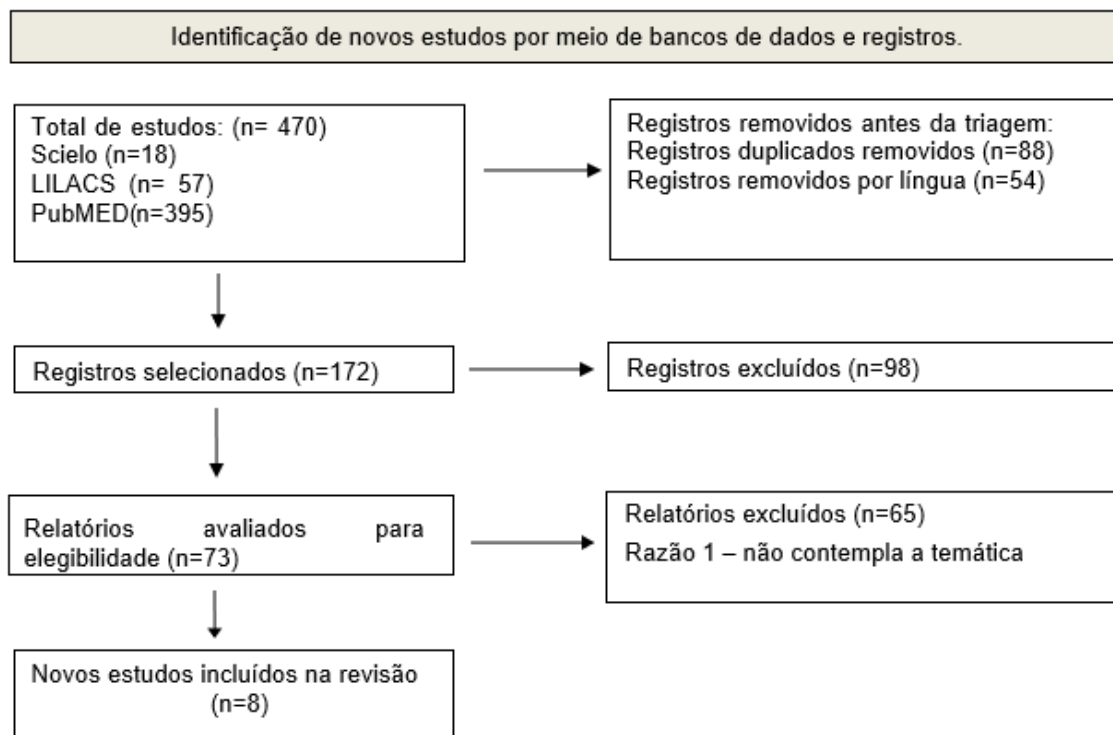 Identificação de novos estudos por meio de bancos de dados e registros.
Total de estudos: (n= 470)
Scielo (n=18)
LILACS (n= 57)
PubMED(n=395)
Registros removidos antes da triagem:
Registros duplicados removidos (n=88)
Registros removidos por língua (n=54)
Registros selecionados (n=172)
Registros excluídos (n=98)
Relatórios avaliados para
elegibilidade (n=73)
Relatórios excluídos (n=65)
Razão 1 – não contempla a temática
Novos estudos incluídos na revisão
(n=8)